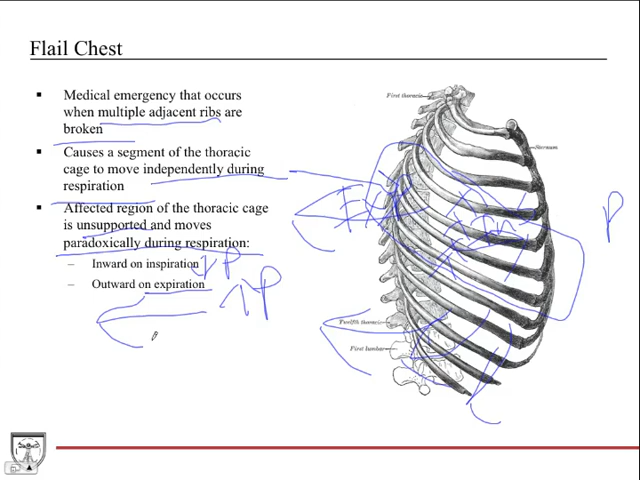 Flail Chest
Medical emergency that occurs
when multiple adjacent ribs are
broken
Causes a segment of the thoracic
cage to move independently during
respiration
Affected region of the thoracic cage
is unsupported and moves
paradoxically during respiration:
– Inward on inspiration ↓P
– Outward on expiration ↑P
First thoracic
Sternum
P
Twelfth thoracic
First lumbar